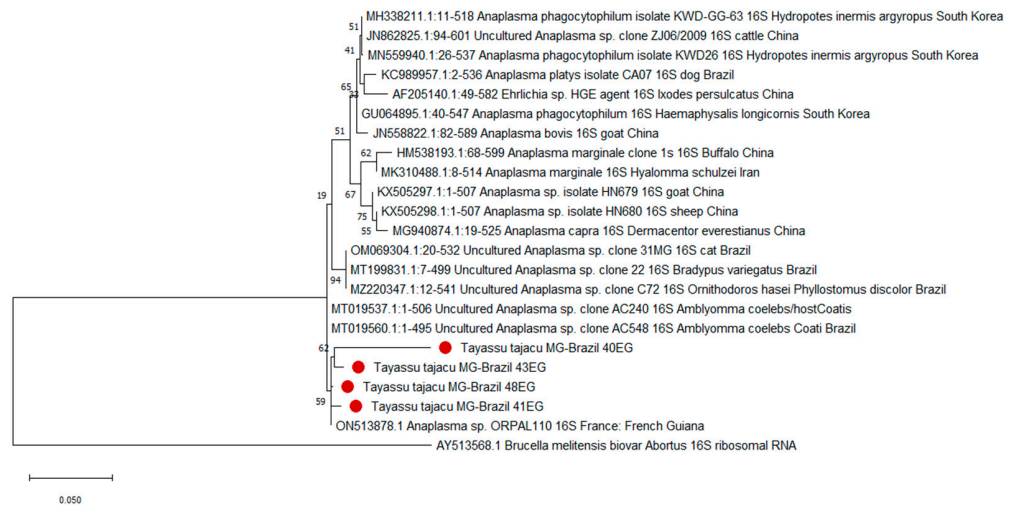 MH338211.1:11-518 Anaplasma phagocytophilum isolate KWD-GG-63 16S Hydropotes inermis argyropus South Korea
51
JN862825.1:94-601 Uncultured Anaplasma sp. clone ZJ06/2009 16S cattle China
41
MN559940.1:26-537 Anaplasma phagocytophilum isolate KWD26 16S Hydropotes inermis argyropus South Korea
KC989957.1:2-536 Anaplasma platys isolate CA07 16S dog Brazil
65
33
AF205140.1:49-582 Ehrlichia sp. HGE agent 16S Ixodes persulcatus China
GU064895.1:40-547 Anaplasma phagocytophilum 16S Haemaphysalis longicornis South Korea
51
JN558822.1:82-589 Anaplasma bovis 16S goat China
62
HM538193.1:68-599 Anaplasma marginale clone 1s 16S Buffalo China
MK310488.1:8-514 Anaplasma marginale 16S Hyalomma schulzei Iran
19
67
KX505297.1:1-507 Anaplasma sp. isolate HN679 16S goat China
75
KX505298.1:1-507 Anaplasma sp. isolate HN680 16S sheep China
55
MG940874.1:19-525 Anaplasma capra 16S Dermacentor everestianus China
OM069304.1:20-532 Uncultured Anaplasma sp. clone 31MG 16S cat Brazil
MT199831.1:7-499 Uncultured Anaplasma sp. clone 22 16S Bradypus variegatus Brazil
94
MZ220347.1:12-541 Uncultured Anaplasma sp. clone C72 16S Ornithodoros hasei Phyllostomus discolor Brazil
MT019537.1:1-506 Uncultured Anaplasma sp. clone AC240 16S Amblyomma coelebs/hostCoatis
MT019560.1:1-495 Uncultured Anaplasma sp. clone AC548 16S Amblyomma coelebs Coati Brazil
62
Tayassu tajacu MG-Brazil 40EG
Tayassu tajacu MG-Brazil 43EG
Tayassu tajacu MG-Brazil 48EG
59
Tayassu tajacu MG-Brazil 41EG
ON513878.1 Anaplasma sp. ORPAL110 16S France: French Guiana
AY513568.1 Brucella melitensis biovar Abortus 16S ribosomal RNA
0.050